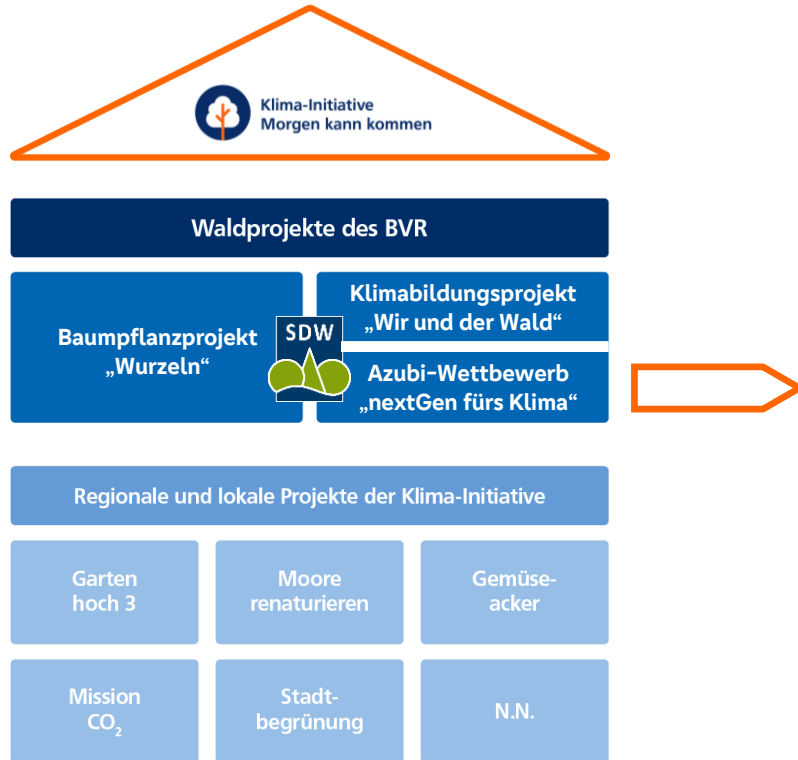 Klima-Initiative
Morgen kann kommen
Waldprojekte des BVR
Baumpflanzprojekt
„Wurzeln“
SDW
Klimabildungsprojekt
„Wir und der Wald“
Azubi-Wettbewerb
„nextGen fürs Klima“
Regionale und lokale Projekte der Klima-Initiative
Garten
hoch 3
Moore
renaturieren
Gemüse-
acker
Mission
CO₂
Stadt-
begrünung
N.N.